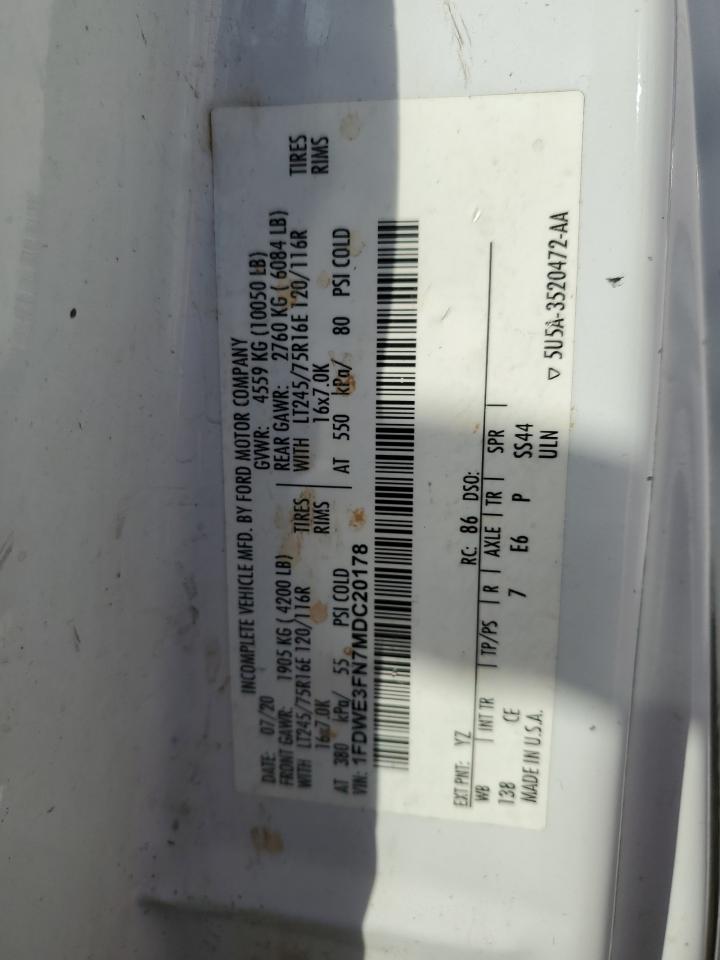 INCOMPLETE VEHICLE MFD. BY FORD MOTOR COMPANY
DATE: 07/20 GVWR: 4559 KG (10050 LB)
FRONT GAWR: 1905 KG ( 4200 LB) REAR GAWR: 2760 KG ( 6084 LB)
WITH LT245/75R16E 120/116R TIRES WITH LT245/75R16E 120/116R TIRES
16x7.0K RIMS 16x7.0K RIMS
AT 380 kPa/ 55 PSI COLD AT 550 kPa/ 80 PSI COLD
VIN: 1FDWE3FN7MDC20178
EXT PNT: YZ RC: 86 DSO:
WB INT TR TP/PS R AXLE TR SPR
138 CE 7 E6 P SS44
MADE IN U.S.A. ULN
▽ 5U5A-3520472-AA